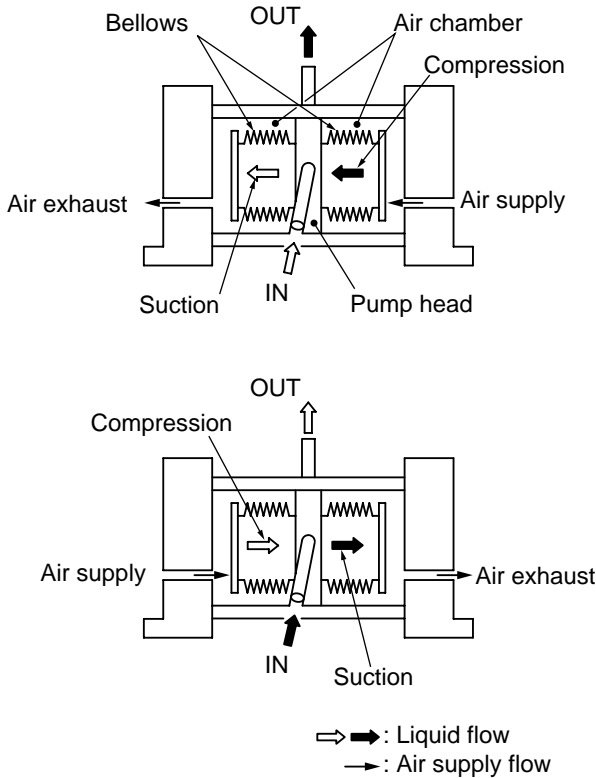 OUT
Bellows
Air chamber
Compression
Air exhaust
Air supply
Suction
IN
Pump head
OUT
Compression
Air supply
Air exhaust
IN
Suction
: Liquid flow
: Air supply flow